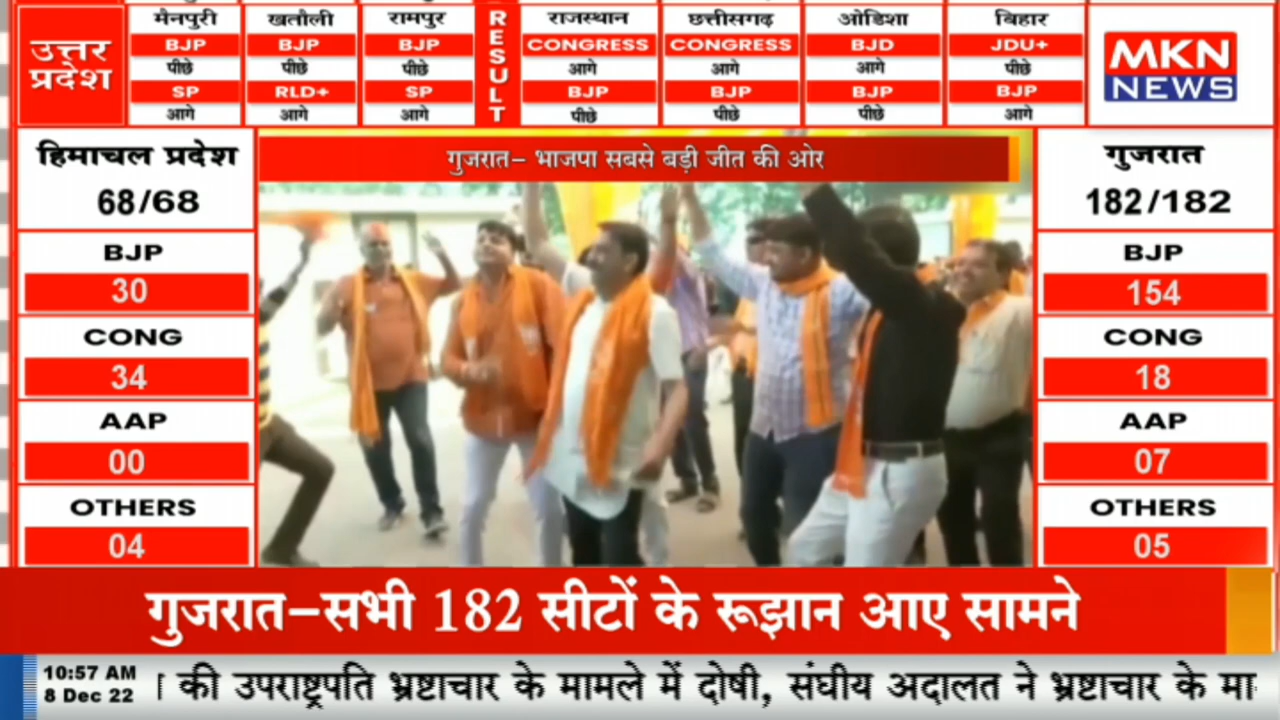 उत्तर
प्रदेश
मैनपुरी
BJP
पीछे
SP
आगे
खतौली
BJP
पीछे
RLD+
आगे
रामपुर
BJP
पीछे
SP
आगे
RESULT
राजस्थान
CONGRESS
आगे
BJP
पीछे
छत्तीसगढ़
CONGRESS
आगे
BJP
पीछे
ओडिशा
BJD
आगे
BJP
पीछे
बिहार
JDU+
पीछे
BJP
आगे
MKN
NEWS
हिमाचल प्रदेश
68/68
BJP
30
CONG
34
AAP
00
OTHERS
04
गुजरात– भाजपा सबसे बड़ी जीत की ओर
गुजरात
182/182
BJP
154
CONG
18
AAP
07
OTHERS
05
गुजरात–सभी 182 सीटों के रूझान आए सामने
10:57 AM
8 Dec 22
की उपराष्ट्रपति भ्रष्टाचार के मामले में दोषी, संघीय अदालत ने भ्रष्टाचार के